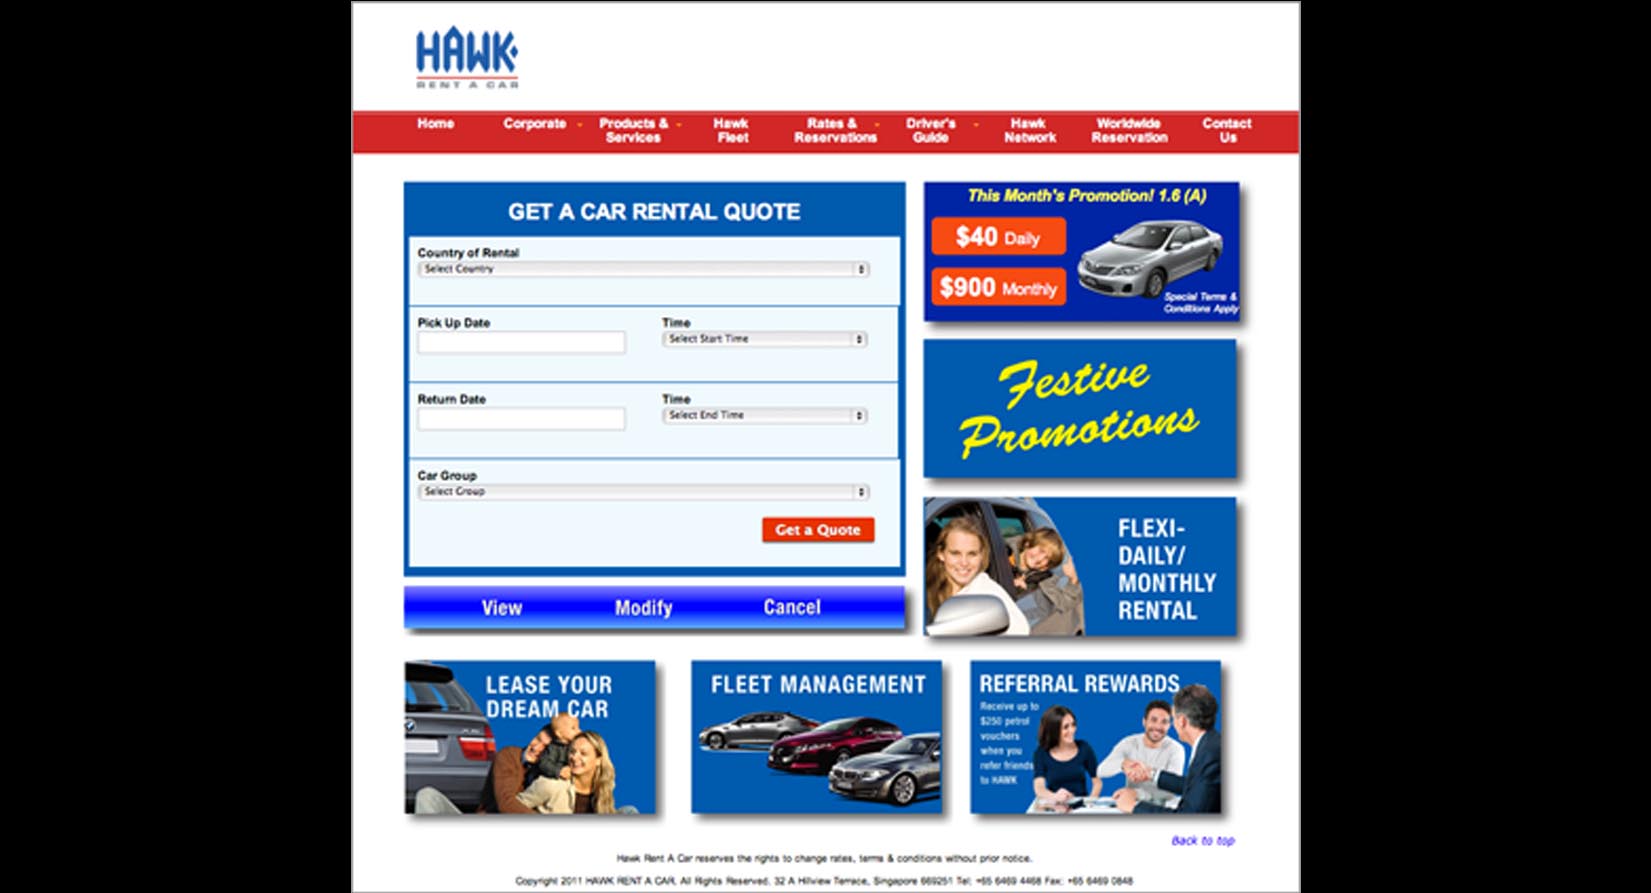 HAWK
RENT A CAR
Home
Corporate
Products &
Services
Hawk
Fleet
Rates &
Reservations
Driver's
Guide
Hawk
Network
Worldwide
Reservation
Contact
Us
GET A CAR RENTAL QUOTE
Country of Rental
Select Country
Pick Up Date
Time
Select Start Time
Return Date
Time
Select End Time
Car Group
Select Group
Get a Quote
View
Modify
Cancel
This Month's Promotion! 1.6 (A)
$40 Daily
$900 Monthly
Special Terms &
Conditions Apply
Festive
Promotions
FLEXI-
DAILY/
MONTHLY
RENTAL
LEASE YOUR
DREAM CAR
FLEET MANAGEMENT
REFERRAL REWARDS
Receive up to
$250 petrol
vouchers
when you
refer friends
to HAWK
Back to top
Hawk Rent A Car reserves the rights to change rates, terms & conditions without prior notice.
Copyright 2011 HAWK RENT A CAR, All Rights Reserved. 32 A Hillview Terrace, Singapore 669251 Tel: +65 6469 4468 Fax: +65 6469 0848